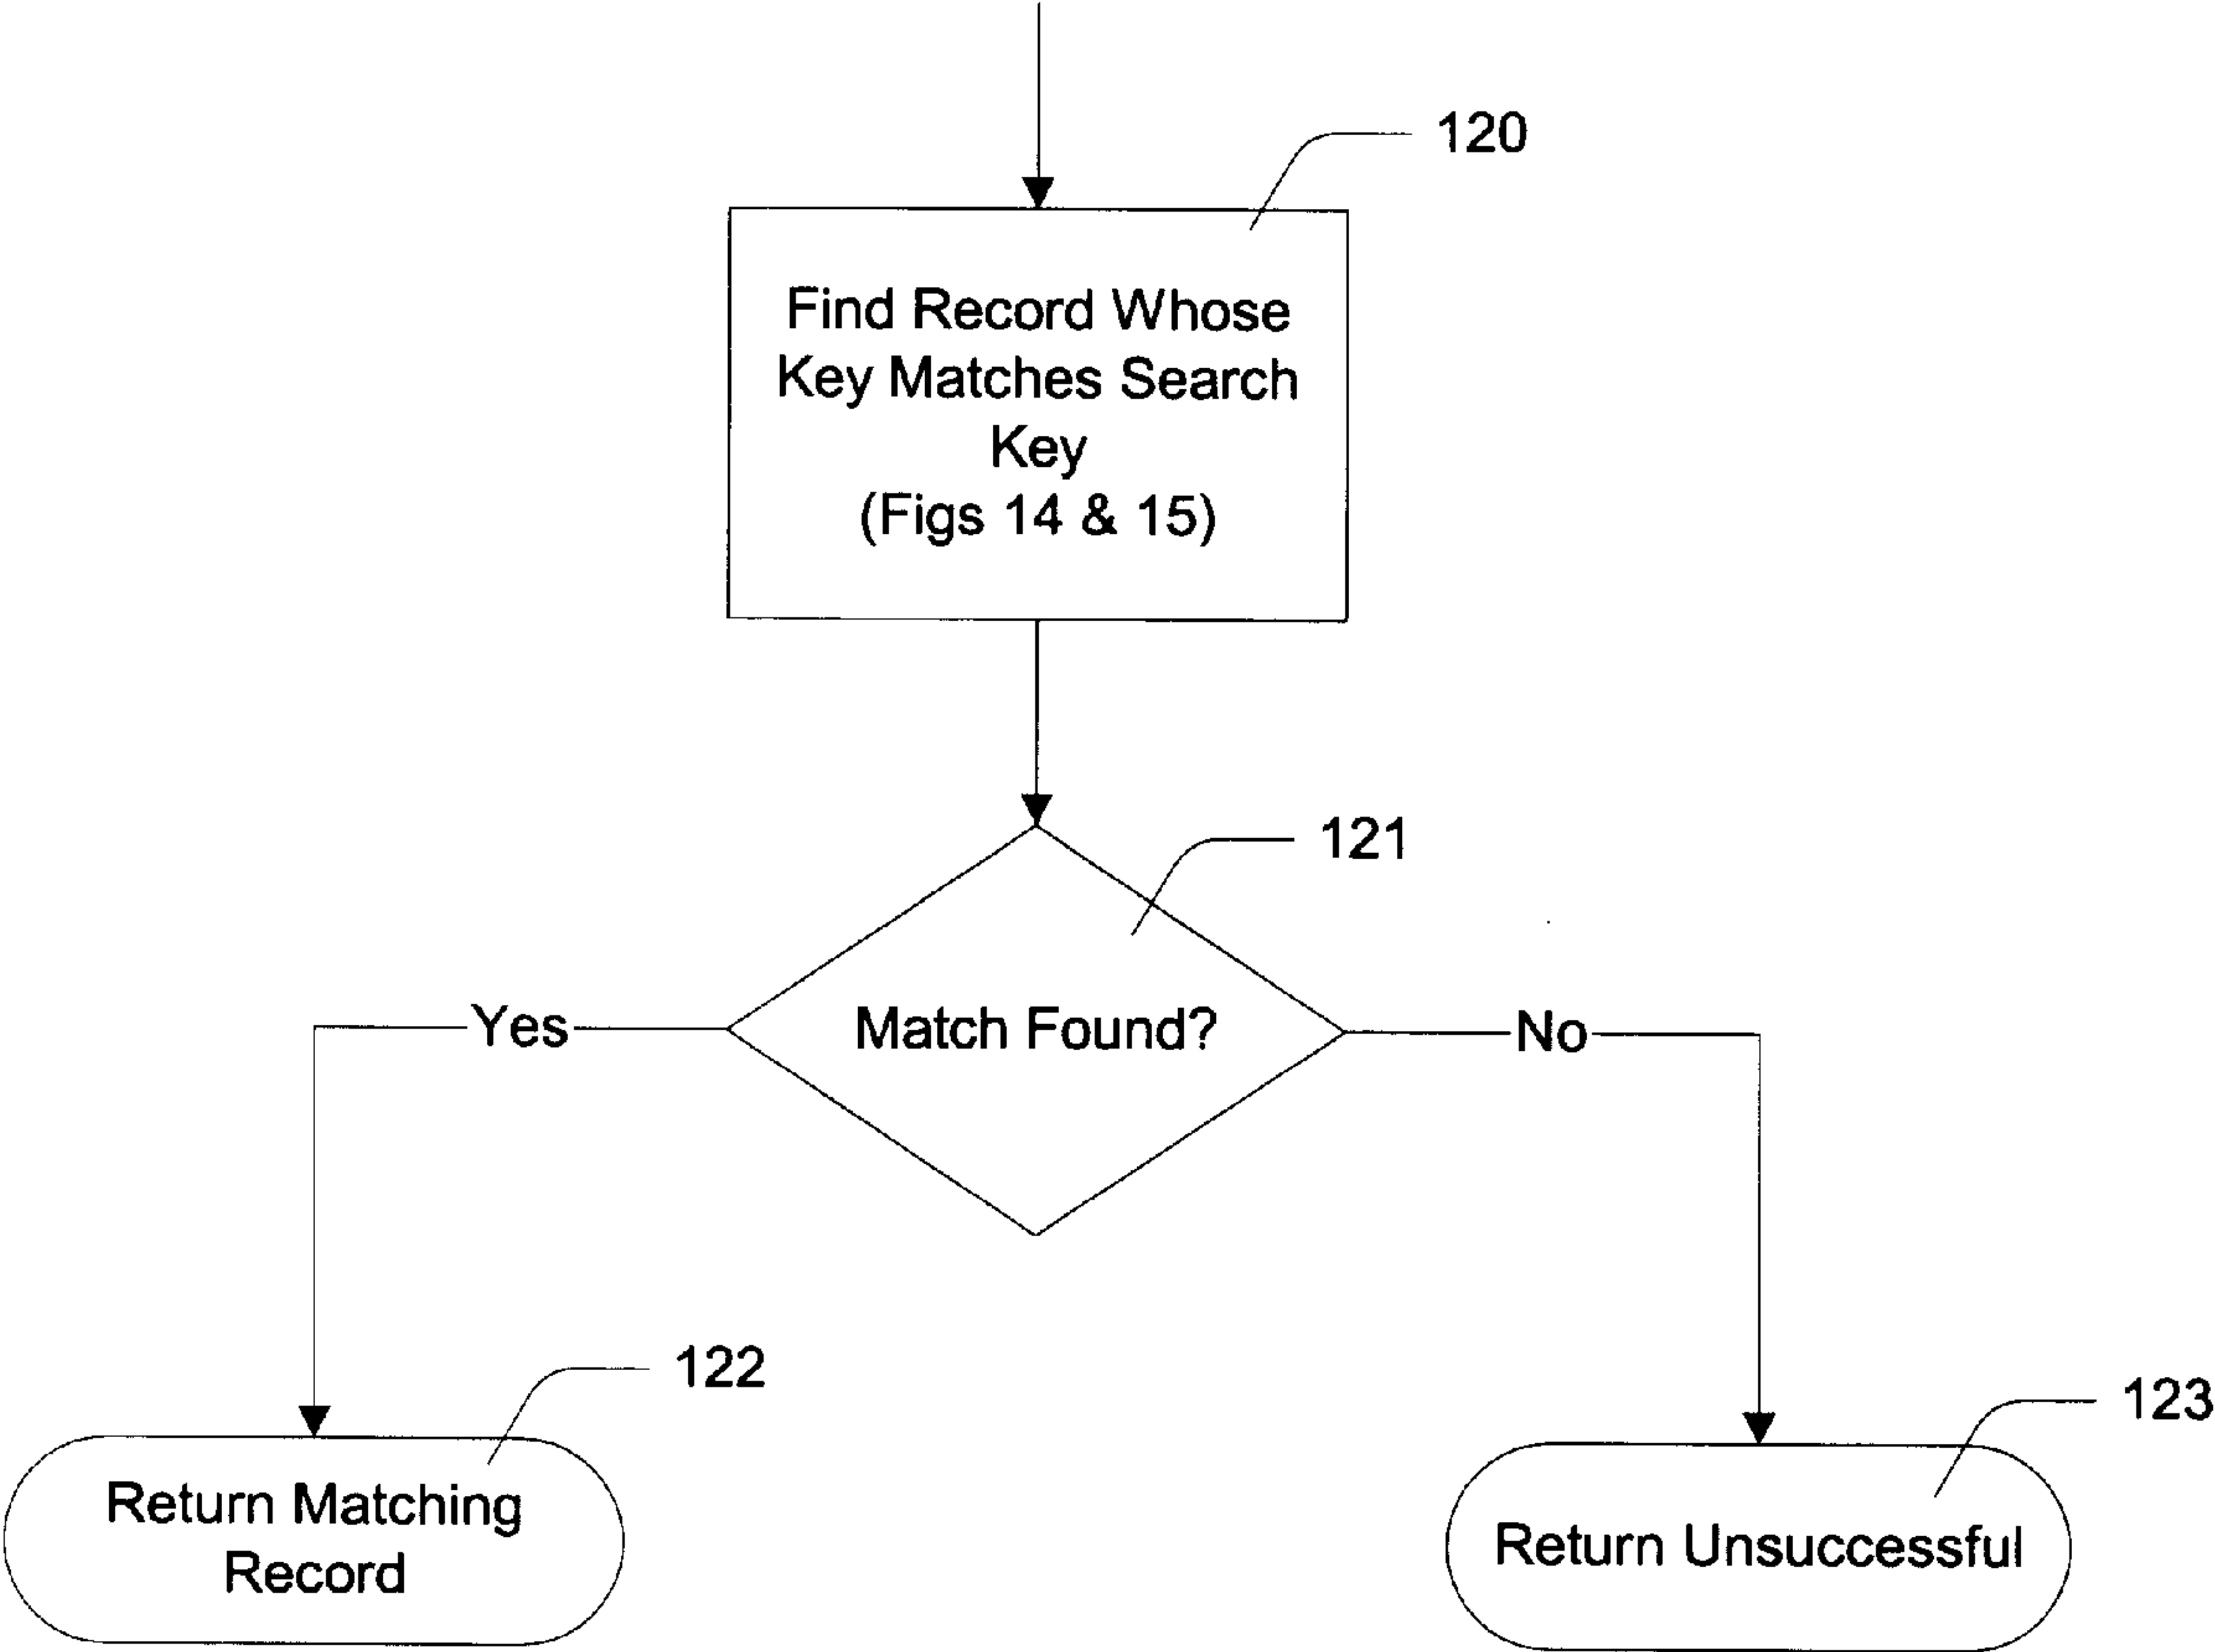 120
Find Record Whose
Key Matches Search
Key
(Figs 14 & 15)
121
Match Found?
Yes
No
122
Return Matching
Record
123
Return Unsuccessful